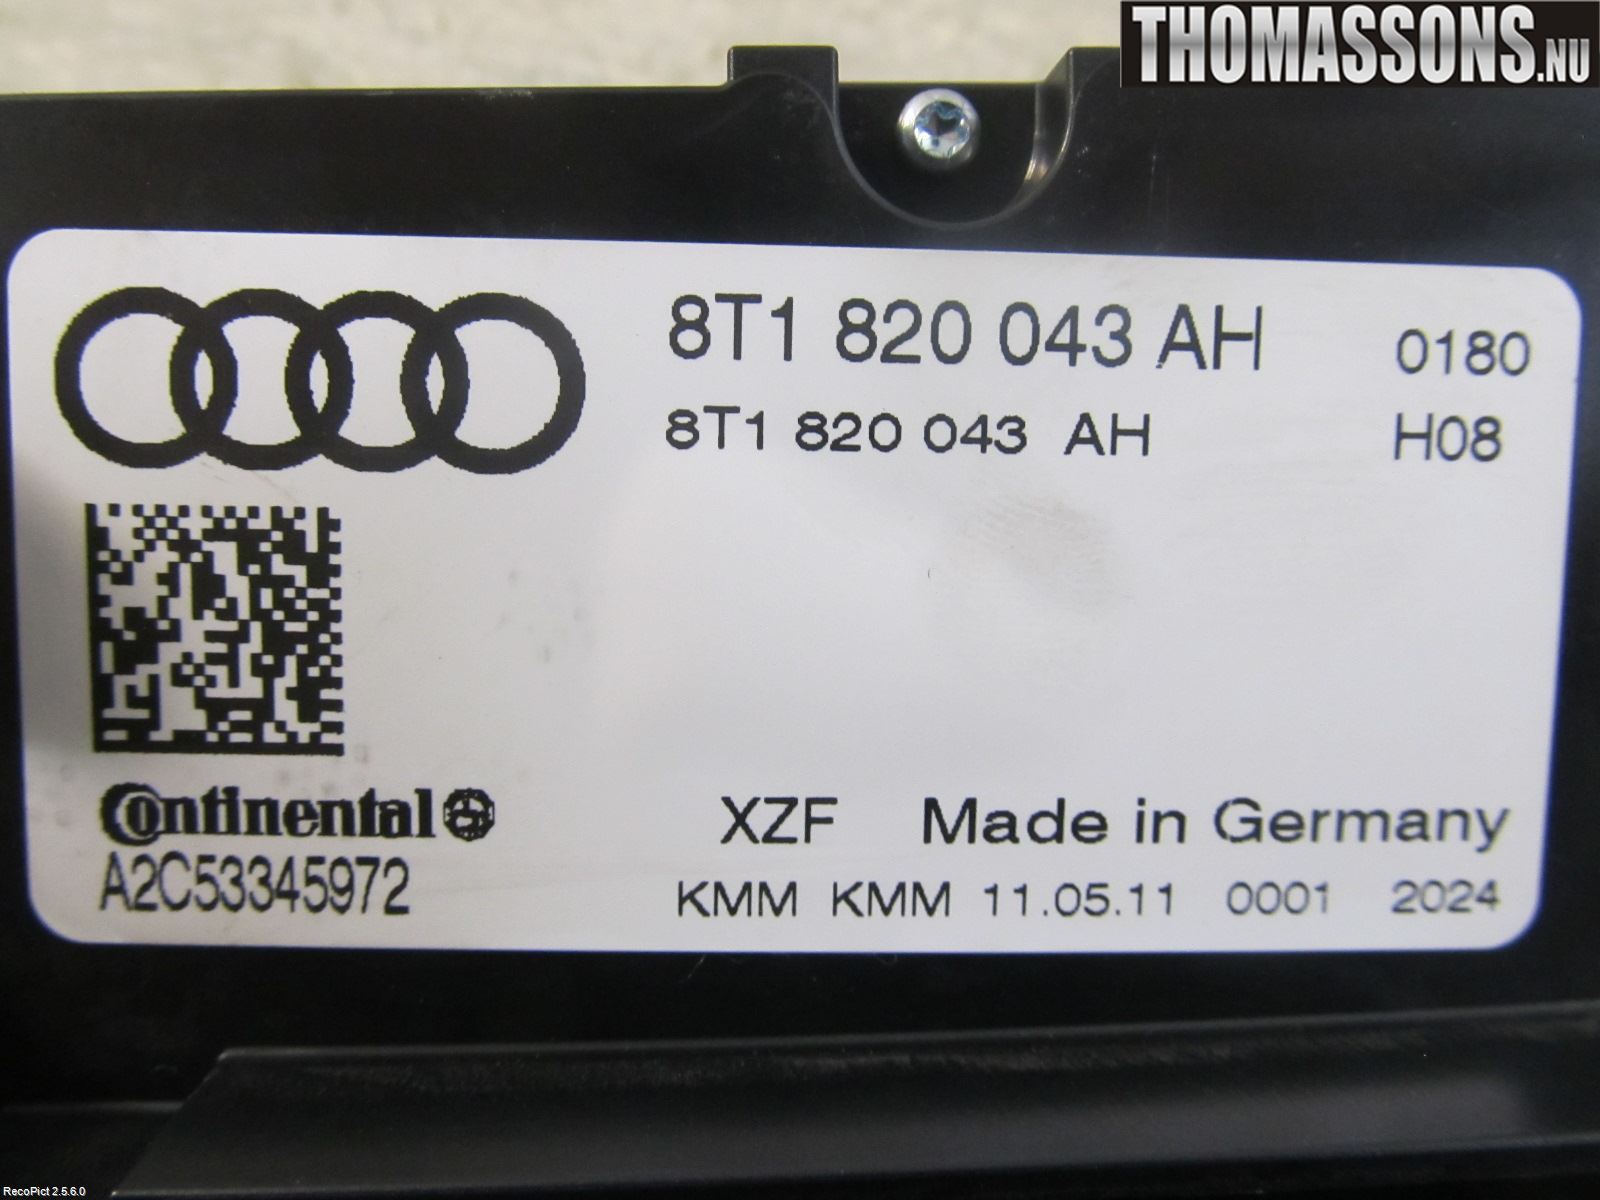 THOMASSONS.NU
8T1 820 043 AH 0180
8T1 820 043 AH H08
Continental
XZF Made in Germany
A2C53345972
KMM KMM 11.05.11 0001 2024
RecoPict 2.5.6.0